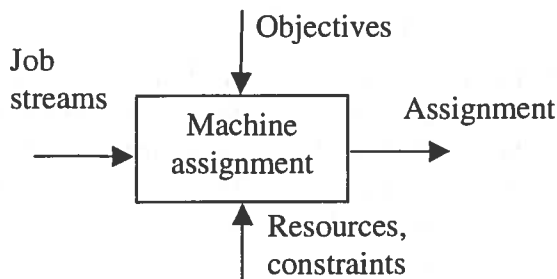 Objectives
Job
streams
Assignment
Machine
assignment
Resources,
constraints